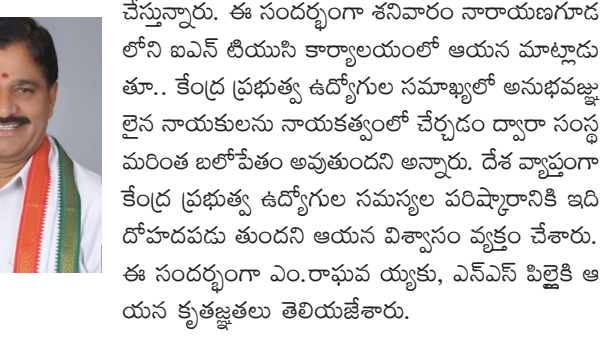 చేస్తున్నారు. ఈ సందర్భంగా శనివారం నారాయణగూడ
లోని ఐఎన్ టియుసి కార్యాలయంలో ఆయన మాట్లాడు
తూ.. కేంద్ర ప్రభుత్వ ఉద్యోగుల సమాఖ్యలో అనుభవజ్ఞు
లైన నాయకులను నాయకత్వంలో చేర్చడం ద్వారా సంస్థ
మరింత బలోపేతం అవుతుందని అన్నారు. దేశ వ్యాప్తంగా
కేంద్ర ప్రభుత్వ ఉద్యోగుల సమస్యల పరిష్కారానికి ఇది
దోహదపడు తుందని ఆయన విశ్వాసం వ్యక్తం చేశారు.
ఈ సందర్భంగా ఎం.రాఘవ య్యకు, ఎన్ఎస్ పిళ్లైకి ఆ
యన కృతజ్ఞతలు తెలియజేశారు.